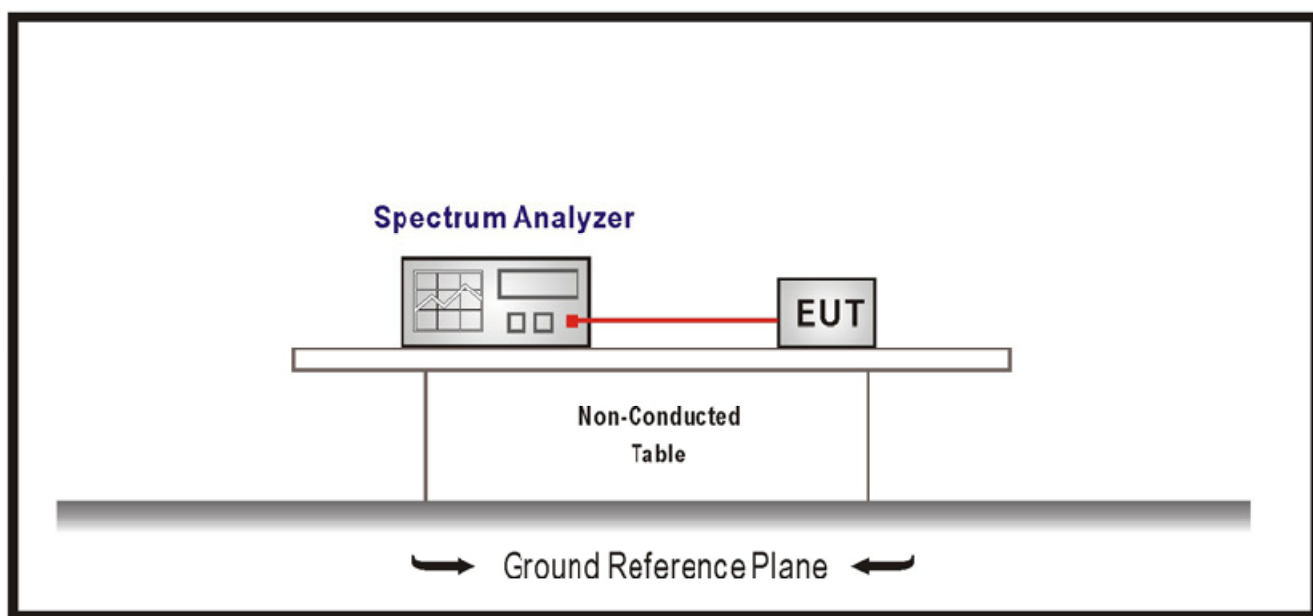 Spectrum Analyzer
EUT
Non-Conducted
Table
Ground Reference Plane